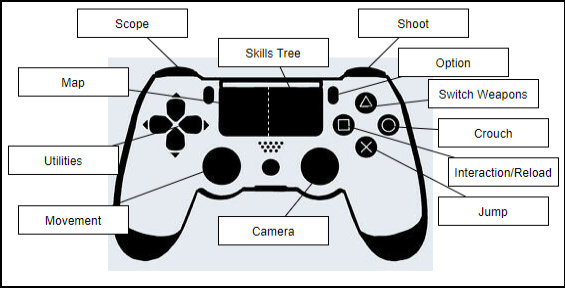 Scope
Shoot
Skills Tree
Option
Map
Switch Weapons
Crouch
Utilities
Interaction/Reload
Jump
Movement
Camera